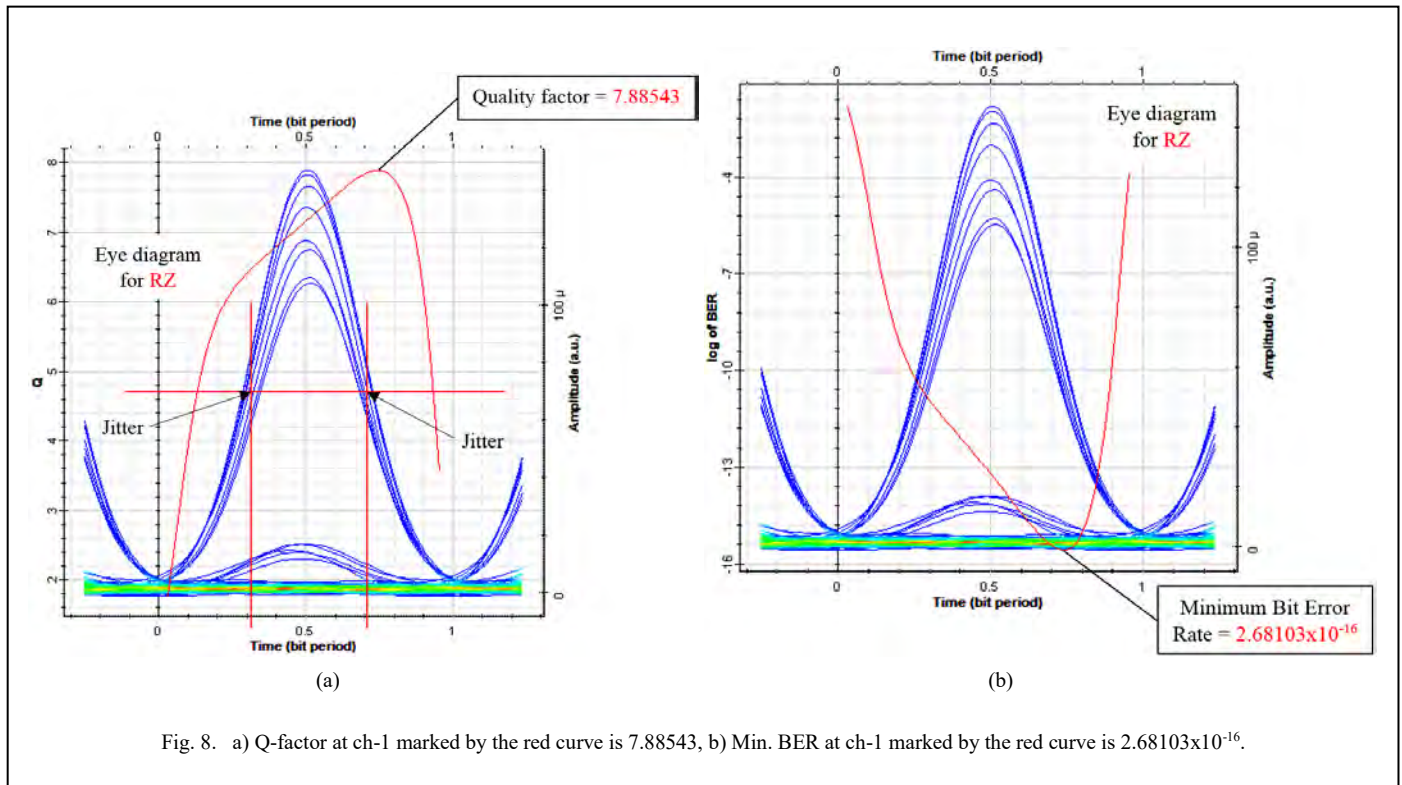 Quality factor = 7.88543
Time (bit period)
0 0.5 1
8
7
6
5
4
3
2
Q
Eye diagram
for RZ
Jitter
Jitter
100 µ
0
Amplitude (a.u.)
0 0.5 1
Time (bit period)
(a)
Time (bit period)
0 0.5 1
-4
-7
-10
-13
-16
log of BER
Eye diagram
for RZ
100 µ
0
Amplitude (a.u.)
0 0.5 1
Time (bit period)
Minimum Bit Error
Rate = 2.68103x10⁻¹⁶
(b)
Fig. 8. a) Q-factor at ch-1 marked by the red curve is 7.88543, b) Min. BER at ch-1 marked by the red curve is 2.68103x10⁻¹⁶.